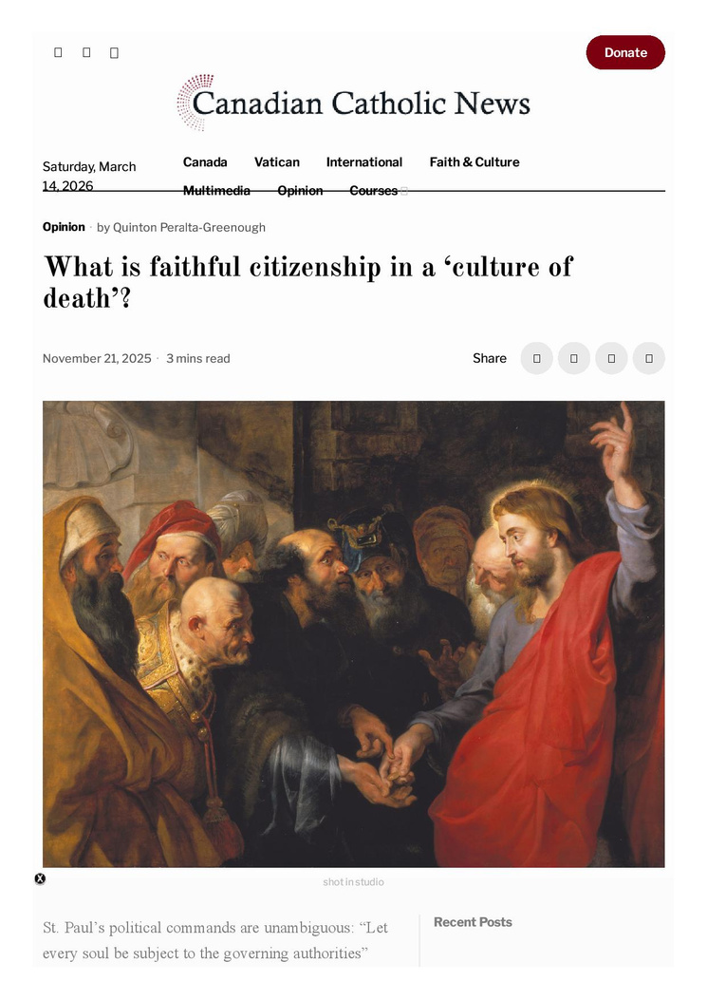 Donate
Canadian Catholic News
Saturday, March
14, 2026
Canada Vatican International Faith & Culture
Multimedia Opinion Courses
Opinion · by Quinton Peralta-Greenough
What is faithful citizenship in a ‘culture of
death’?
November 21, 2025 · 3 mins read
Share
X
shot in studio
St. Paul’s political commands are unambiguous: “Let
every soul be subject to the governing authorities”
Recent Posts